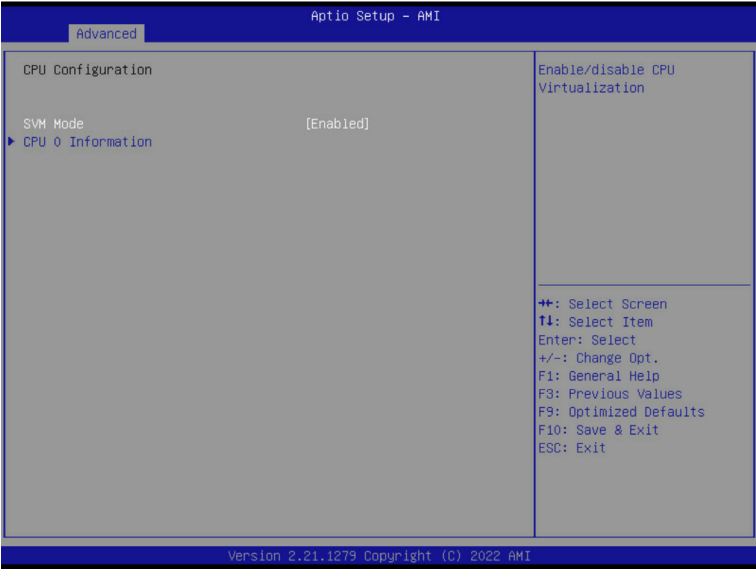 Aptio Setup – AMI
Advanced
CPU Configuration
SVM Mode [Enabled]
CPU 0 Information
Enable/disable CPU
Virtualization
→←: Select Screen
↑↓: Select Item
Enter: Select
+/-: Change Opt.
F1: General Help
F3: Previous Values
F9: Optimized Defaults
F10: Save & Exit
ESC: Exit
Version 2.21.1279 Copyright (C) 2022 AMI